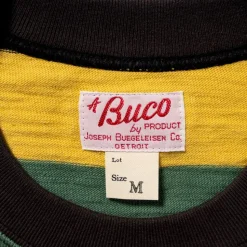 A Buco
by PRODUCT
JOSEPH BUEGELEISEN Co.
DETROIT
Lot
Size M